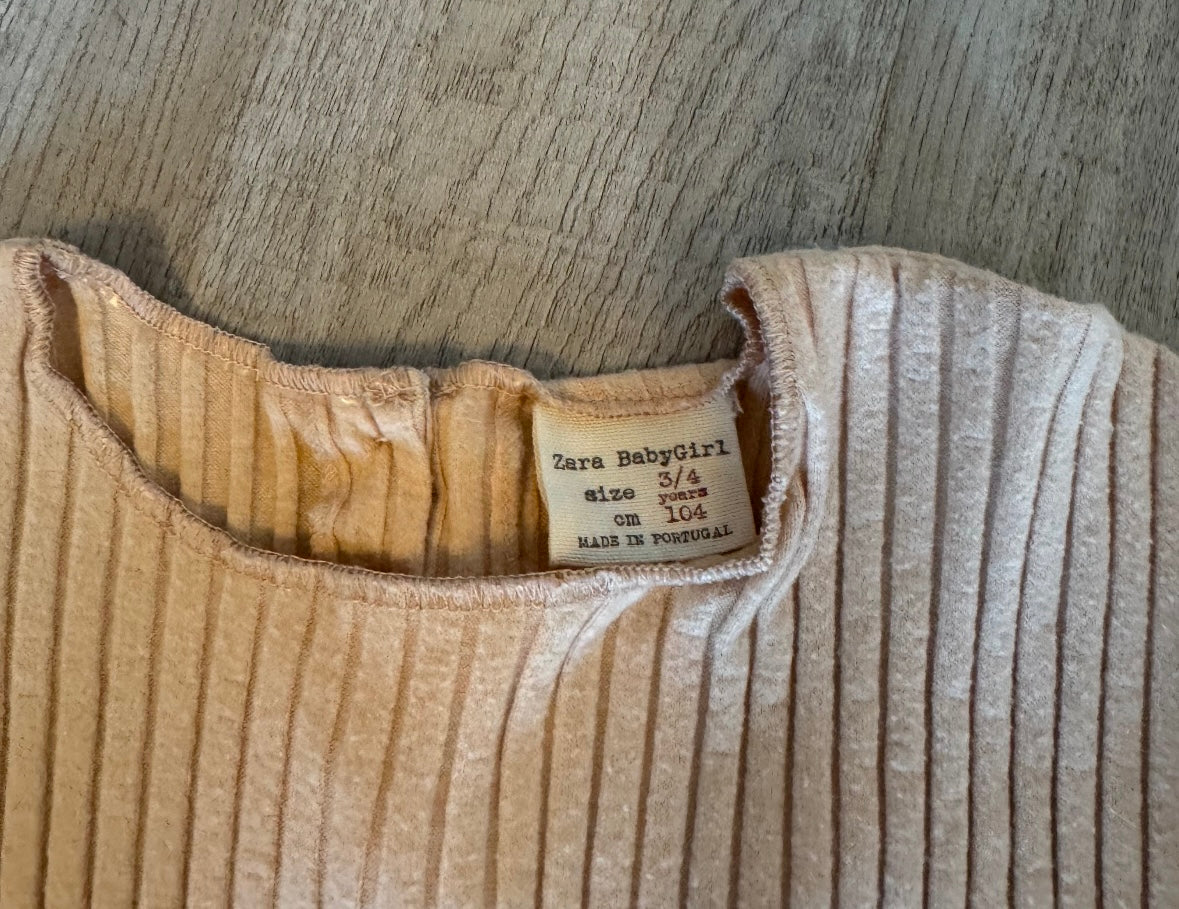 Zara BabyGirl
size 3/4
years
cm 104
MADE IN PORTUGAL